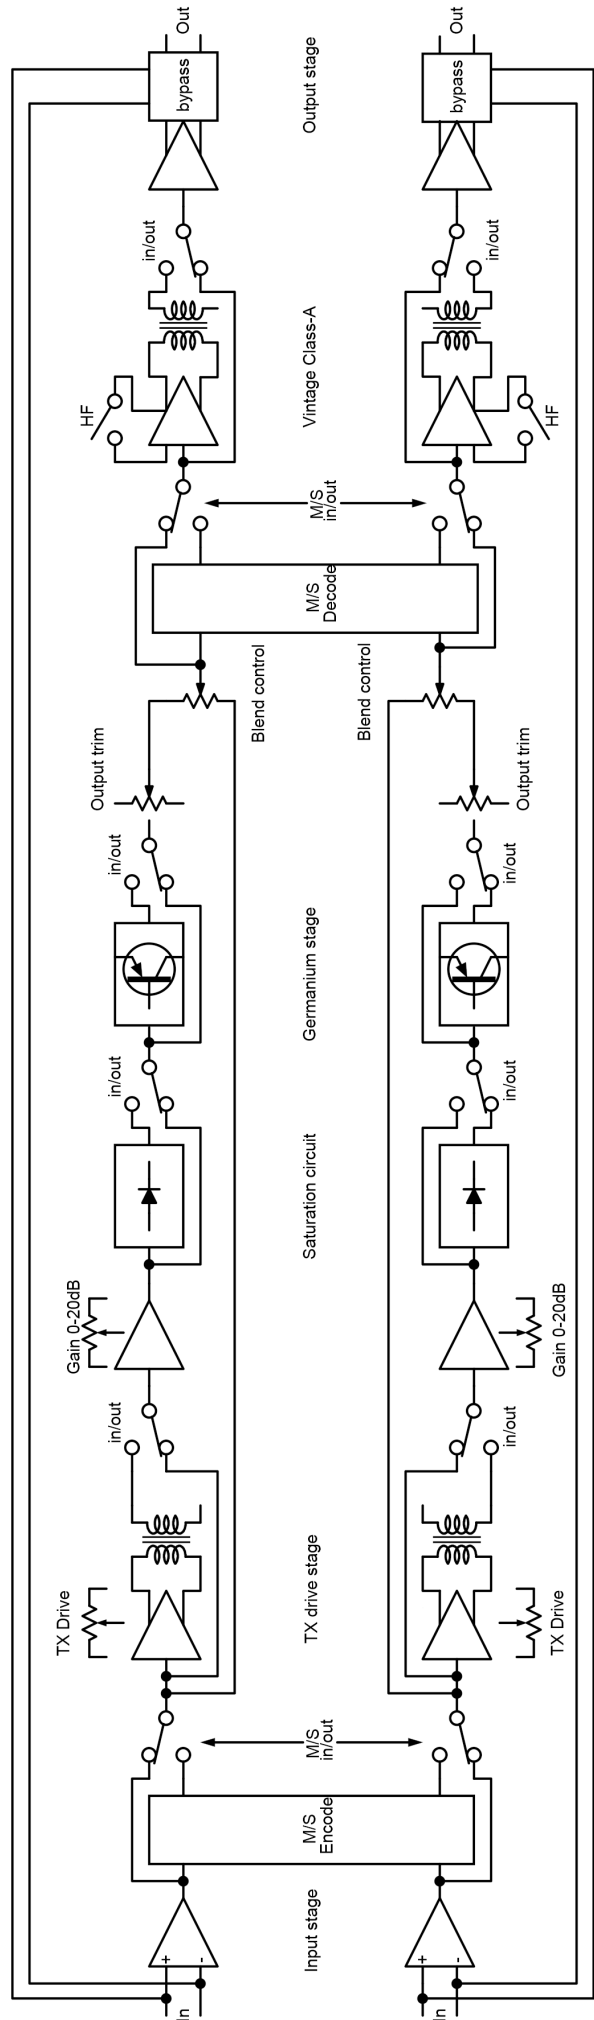 TX Drive
Gain 0-20dB
in/out
in/out
in/out
Output trim
HF
in/out
bypass
Out
+
-
In
Blend control
Input stage
M/S
Encode
M/S
in/out
TX drive stage
Saturation circuit
Germanium stage
M/S
Decode
M/S
in/out
Vintage Class-A
Output stage
Blend control
+
-
In
bypass
Out
in/out
in/out
in/out
in/out
Output trim
TX Drive
Gain 0-20dB
HF